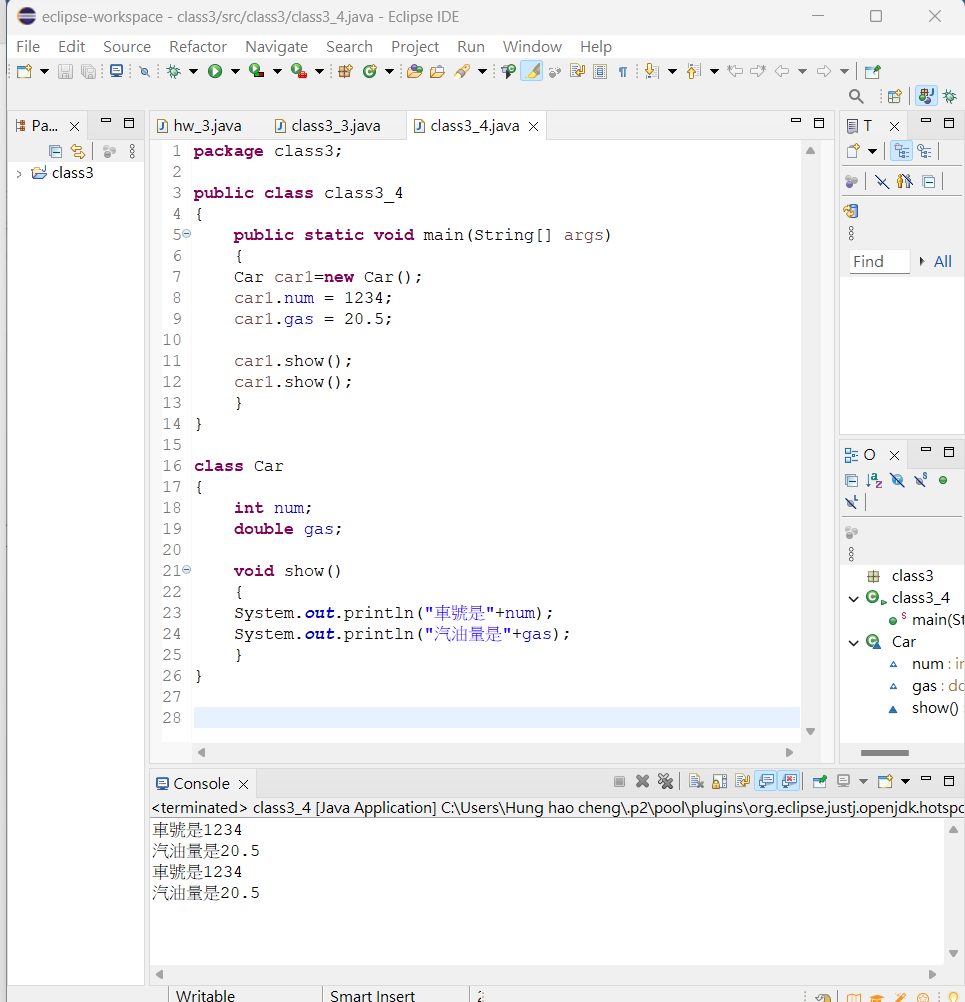 eclipse-workspace - class3/src/class3/class3_4.java - Eclipse IDE
File Edit Source Refactor Navigate Search Project Run Window Help
Pa...
hw_3.java class3_3.java class3_4.java
T
class3
1 package class3;
2
3 public class class3_4
4 {
5 public static void main(String[] args)
6 {
7 Car car1=new Car();
8 car1.num = 1234;
9 car1.gas = 20.5;
10
11 car1.show();
12 car1.show();
13 }
14 }
15
16 class Car
17 {
18 int num;
19 double gas;
20
21 void show()
22 {
23 System.out.println("車號是"+num);
24 System.out.println("汽油量是"+gas);
25 }
26 }
27
28
Find All
O
class3
class3_4
main(St
Car
num : in
gas : do
show()
Console
<terminated> class3_4 [Java Application] C:\Users\Hung hao cheng\.p2\pool\plugins\org.eclipse.justj.openjdk.hotspo
車號是1234
汽油量是20.5
車號是1234
汽油量是20.5
Writable Smart Insert